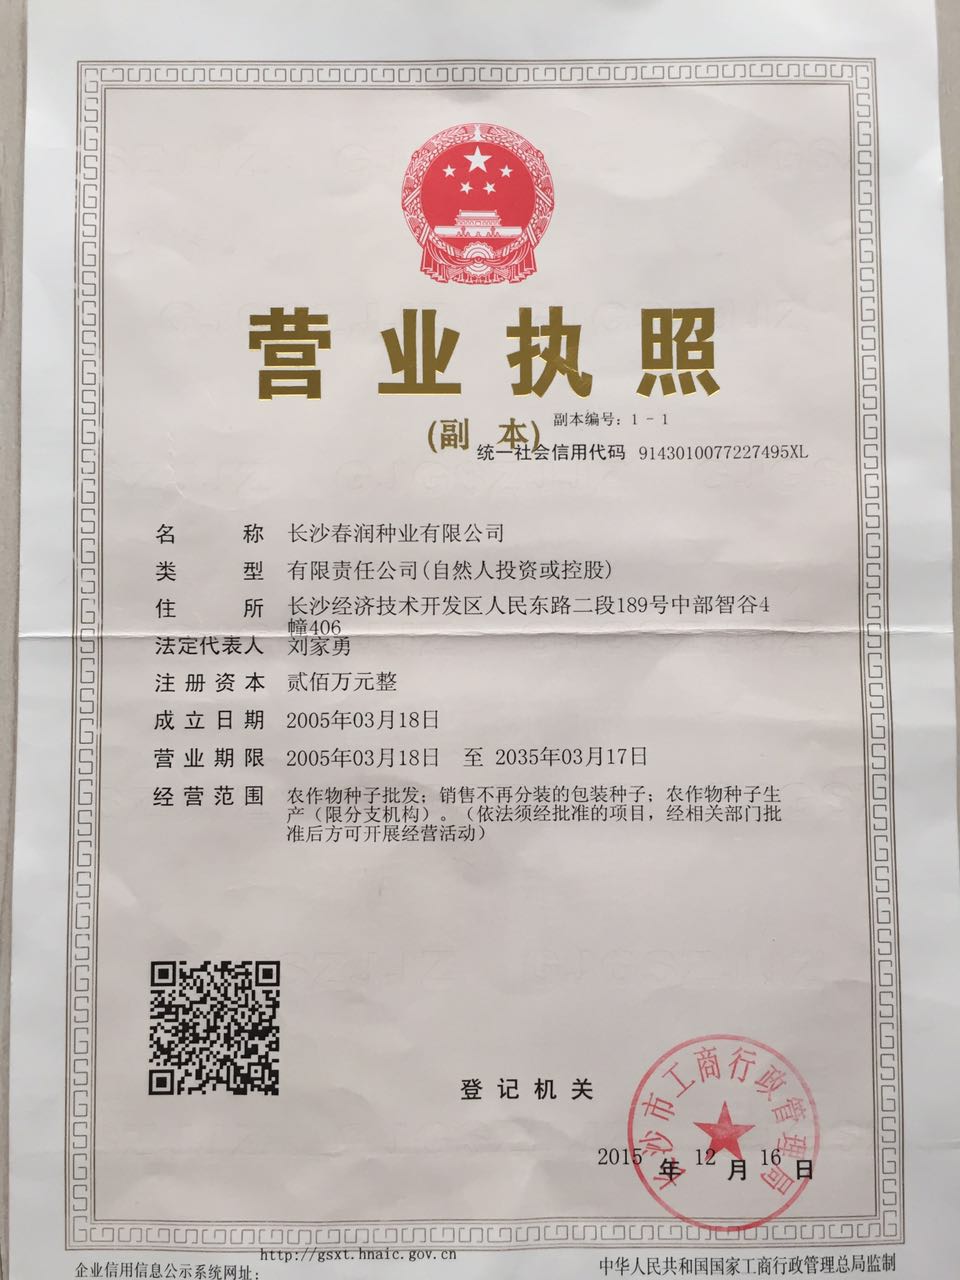 营业执照
(副 本)
副本编号：1 - 1
统一社会信用代码 9143010077227495XL
名 称 长沙春润种业有限公司
类 型 有限责任公司(自然人投资或控股)
住 所 长沙经济技术开发区人民东路二段189号中部智谷4
幢406
法定代表人 刘家勇
注册资本 贰佰万元整
成立日期 2005年03月18日
营业期限 2005年03月18日 至 2035年03月17日
经营范围 农作物种子批发；销售不再分装的包装种子；农作物种子生
产（限分支机构）。（依法须经批准的项目，经相关部门批
准后方可开展经营活动）
登记机关
长沙市工商行政管理局
2015 年 12 月 16 日
http://gsxt.hnaic.gov.cn
企业信用信息公示系统网址：
中华人民共和国国家工商行政管理总局监制